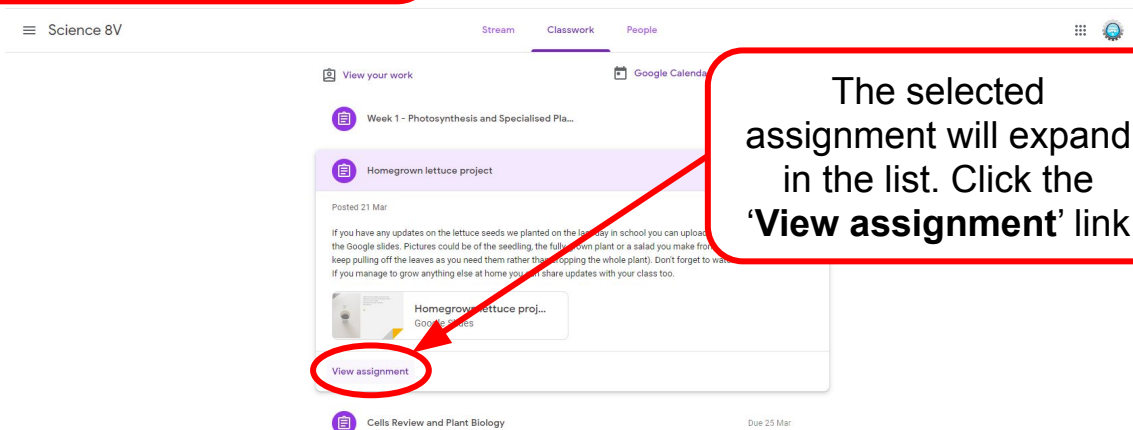 Science 8V
Stream Classwork People
View your work
Google Calenda
The selected
assignment will expand
in the list. Click the
‘View assignment’ link
Week 1 - Photosynthesis and Specialised Pla...
Homegrown lettuce project
Posted 21 Mar
If you have any updates on the lettuce seeds we planted on the last day in school you can upload
the Google slides. Pictures could be of the seedling, the fully grown plant or a salad you make from
keep pulling off the leaves as you need them rather than cropping the whole plant). Don't forget to
If you manage to grow anything else at home you can share updates with your class too.
Homegrown lettuce proj...
Google Slides
View assignment
Cells Review and Plant Biology
Due 25 Mar